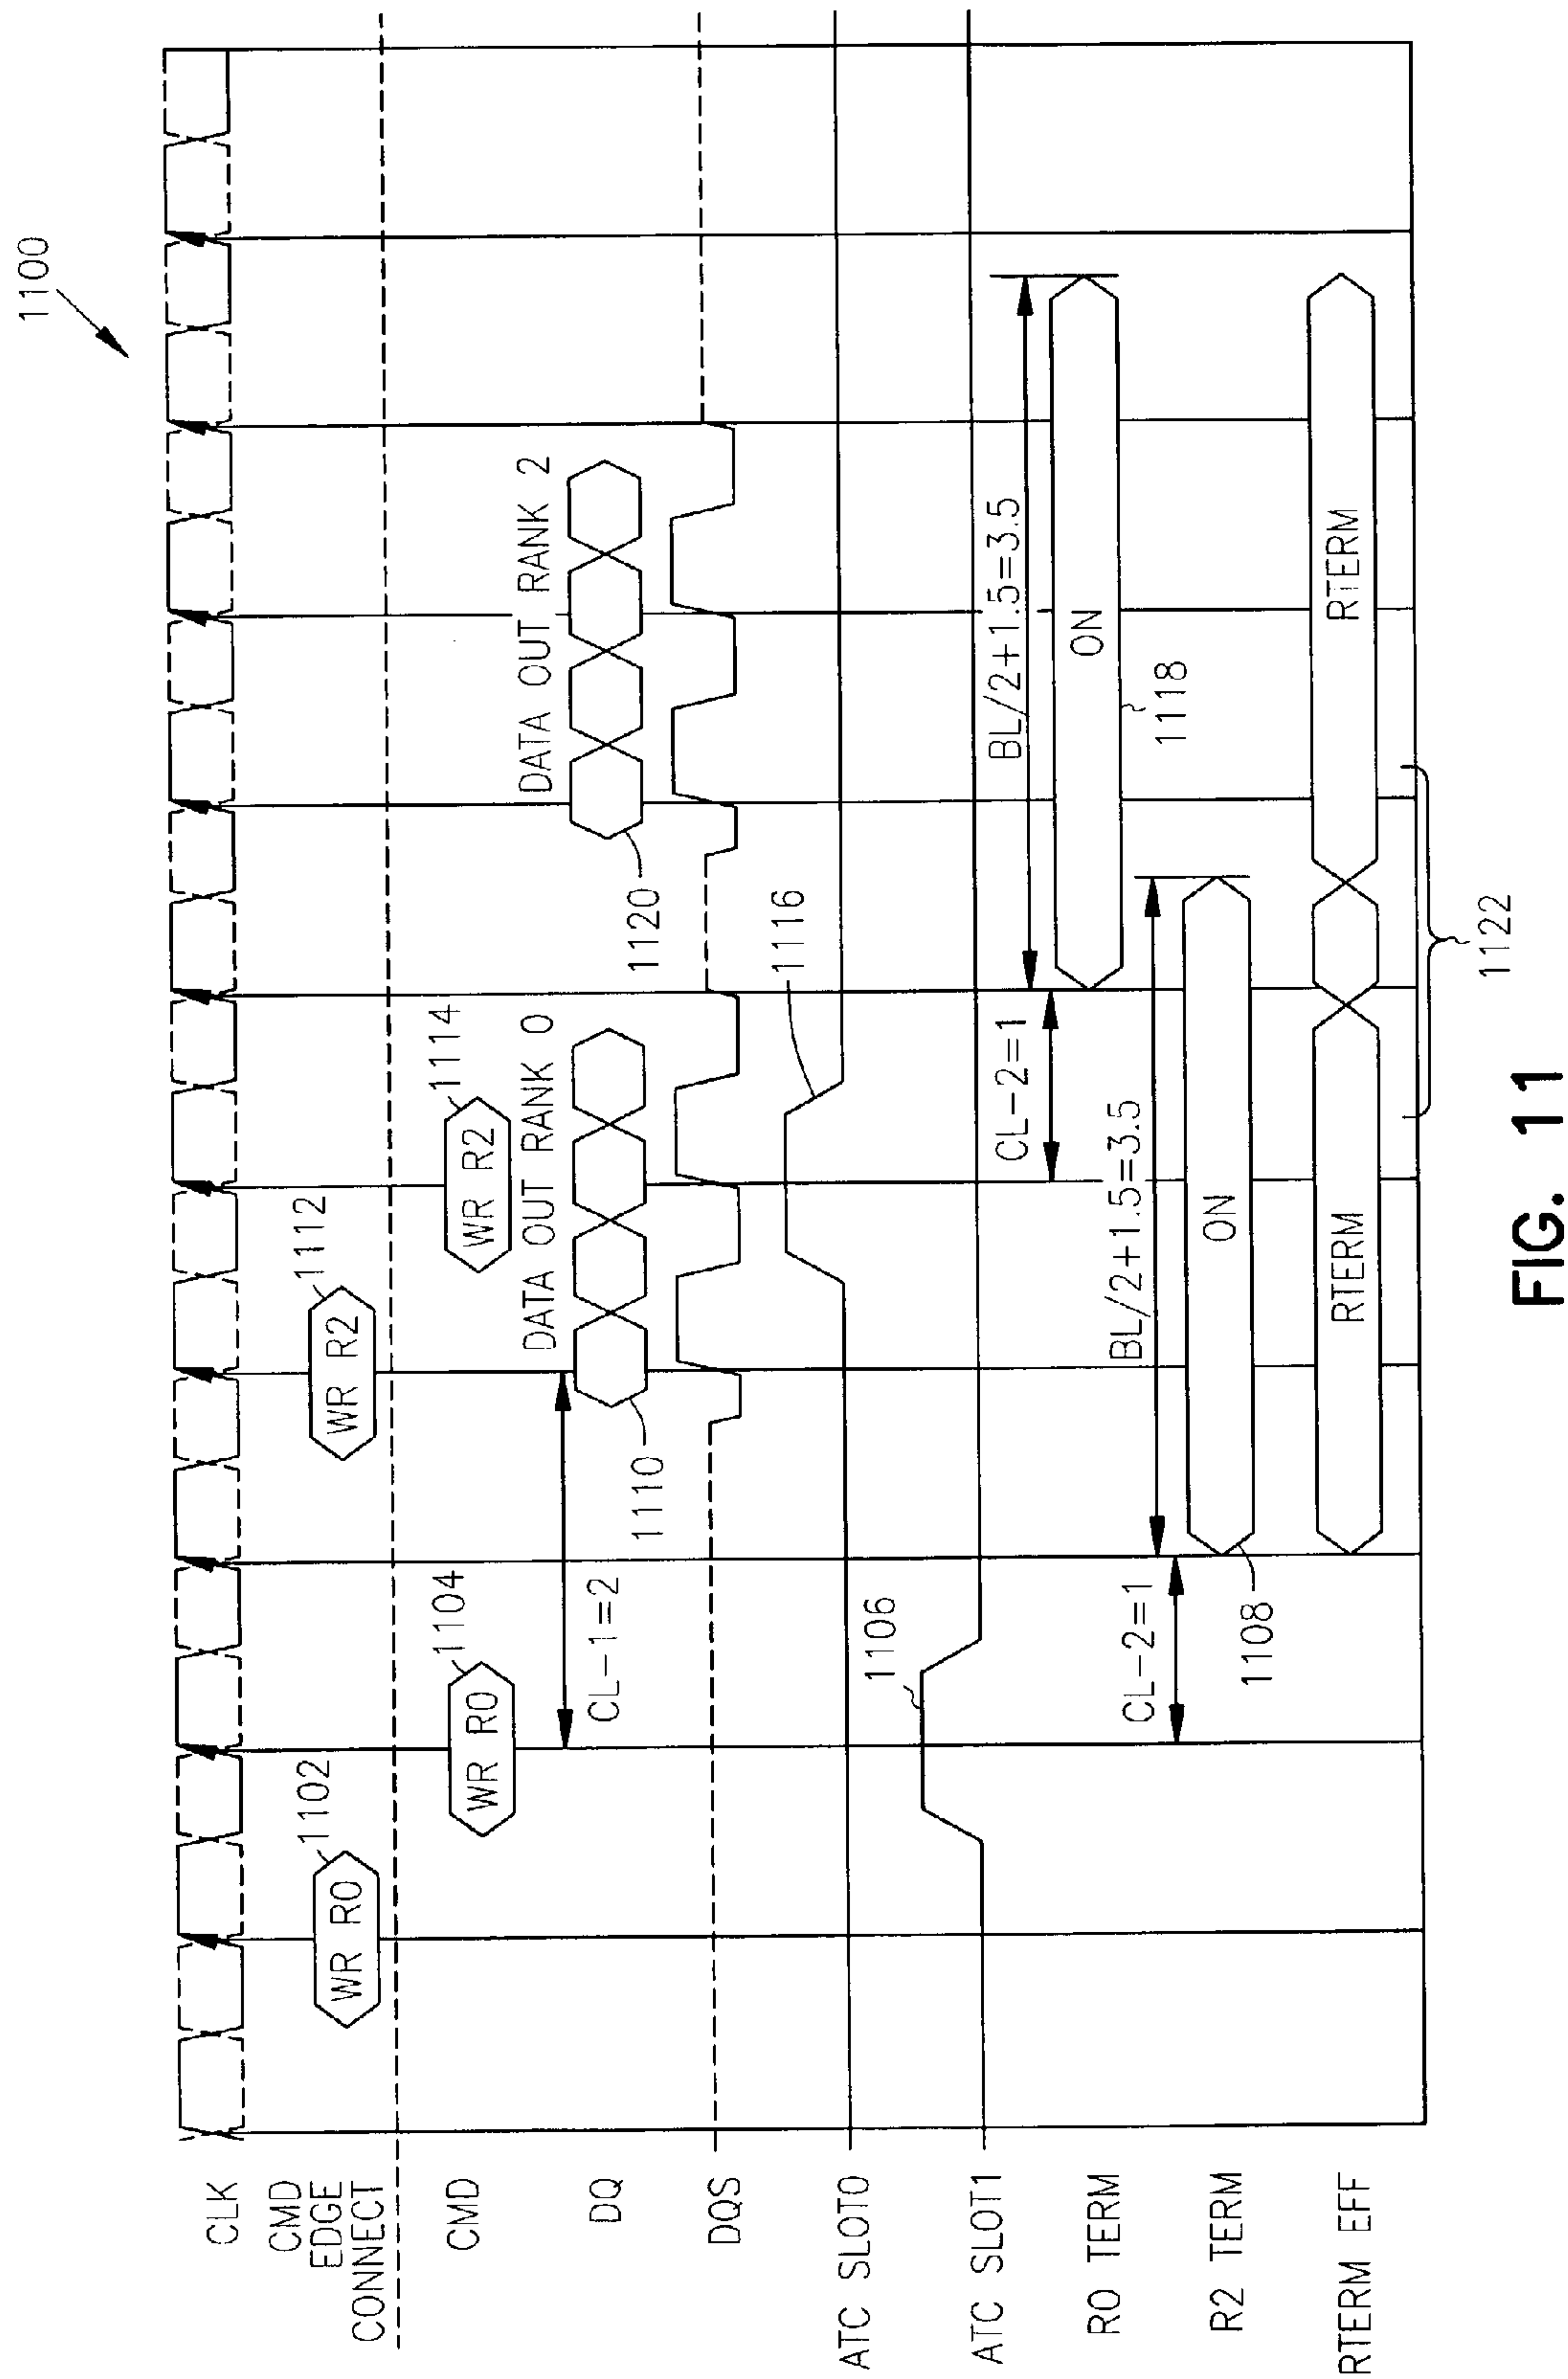 1100
CLK
CMD
EDGE
CONNECT
WR R0
1102
WR R2
1112
CMD
WR R0
1104
WR R2
1114
DQ
CL-1=2
1110
DATA OUT RANK 0
1120
DATA OUT RANK 2
DQS
ATC SLOT0
1116
ATC SLOT1
1106
R0 TERM
CL-2=1
BL/2+1.5=3.5
ON
1118
R2 TERM
CL-2=1
BL/2+1.5=3.5
ON
1108
RTERM EFF
RTERM
RTERM
1122
FIG. 11